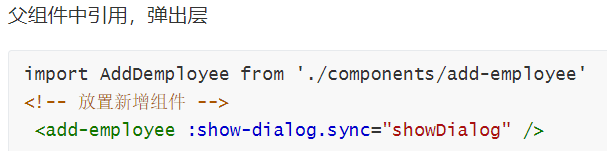 父组件中引用，弹出层
import AddDemployee from './components/add-employee'
<!-- 放置新增组件 -->
<add-employee :show-dialog.sync="showDialog" />